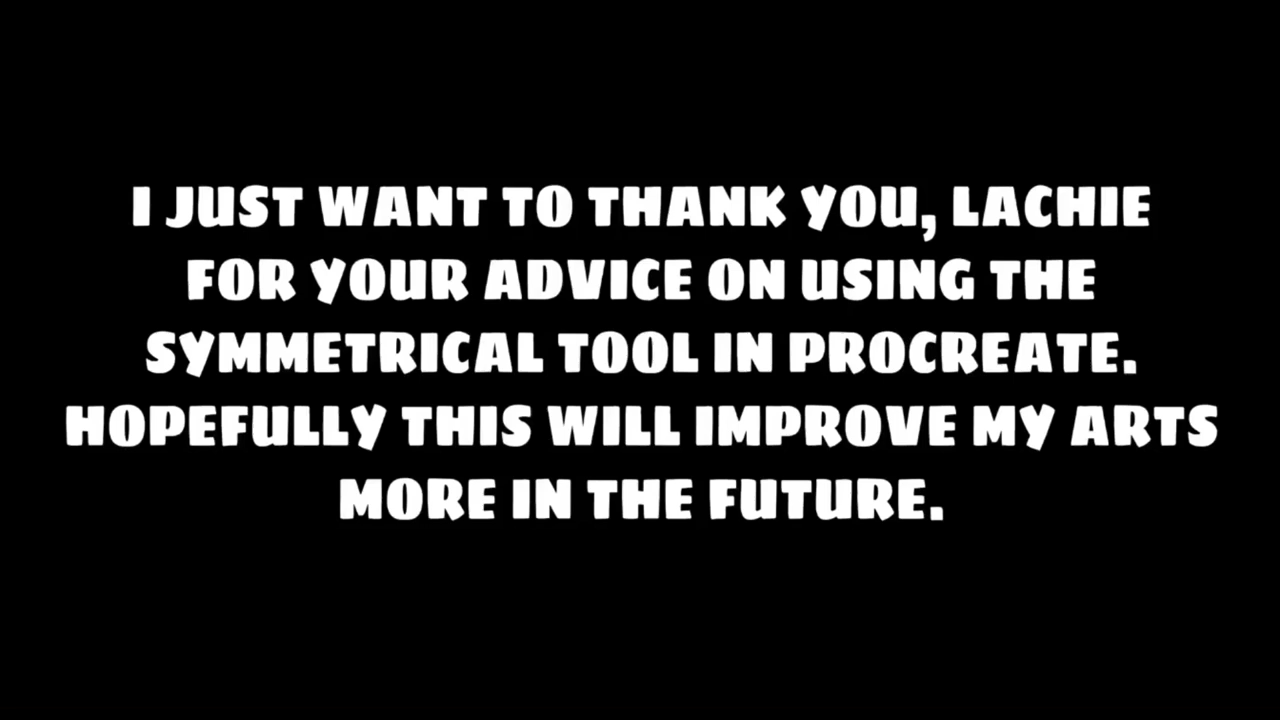 I JUST WANT TO THANK YOU, LACHIE
FOR YOUR ADVICE ON USING THE
SYMMETRICAL TOOL IN PROCREATE.
HOPEFULLY THIS WILL IMPROVE MY ARTS
MORE IN THE FUTURE.